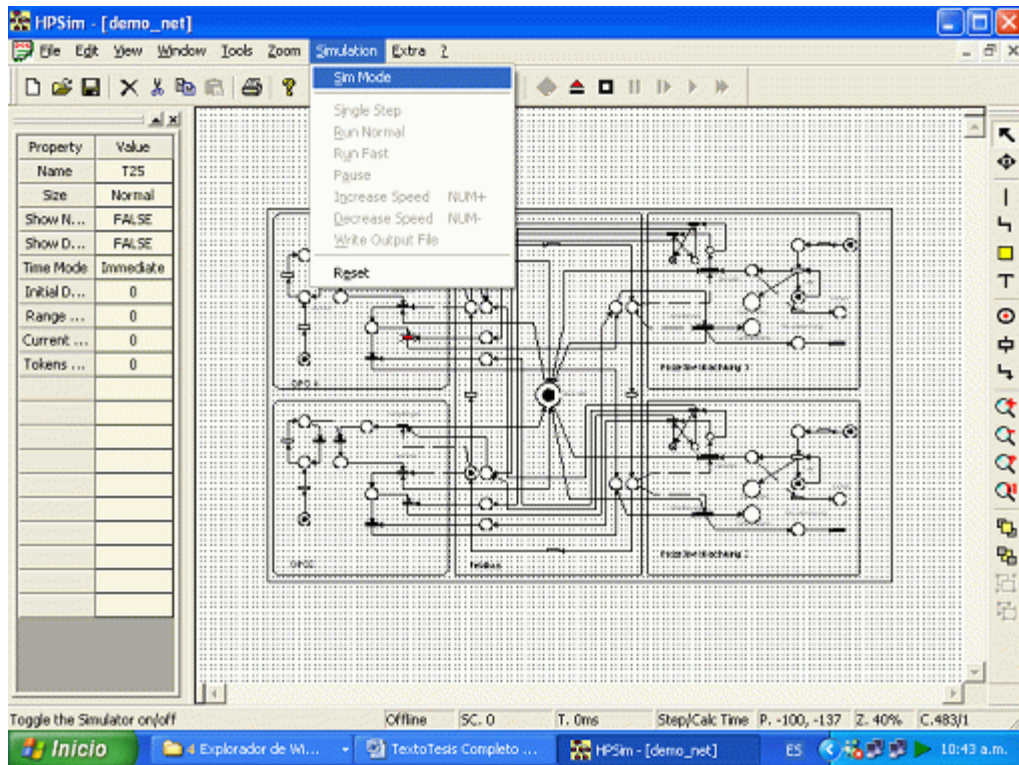 HPSim - [demo_net]
File Edit View Window Tools Zoom Simulation Extra ?
Sim Mode
Single Step
Run Normal
Run Fast
Pause
Increase Speed NUM+
Decrease Speed NUM-
Write Output File
Reset
Property Value
Name T25
Size Normal
Show N... FALSE
Show D... FALSE
Time Mode Immediate
Initial D... 0
Range ... 0
Current ... 0
Tokens ... 0
Toggle the Simulator on/off Offline SC. 0 T. 0ms Step/Calc Time P. -100, -137 Z. 40% C.483/1
Inicio 4 Explorador de Wi... TextoTesis Completo ... HPSim - [demo_net] ES 10:43 a.m.